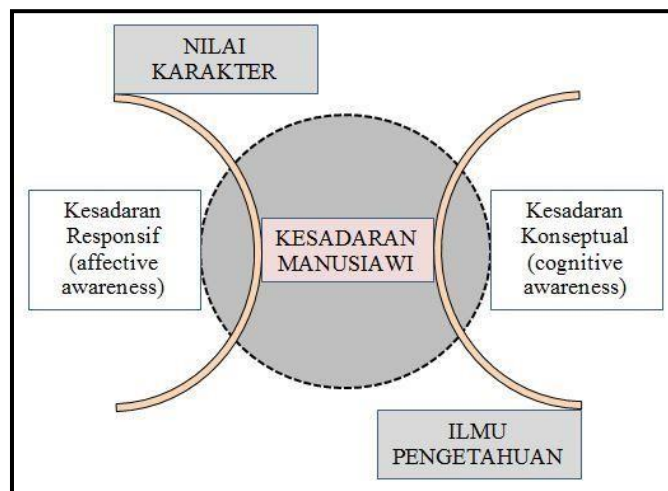 NILAI
KARAKTER
Kesadaran
Responsif
(affective
awareness)
KESADARAN
MANUSIAWI
Kesadaran
Konseptual
(cognitive
awareness)
ILMU
PENGETAHUAN